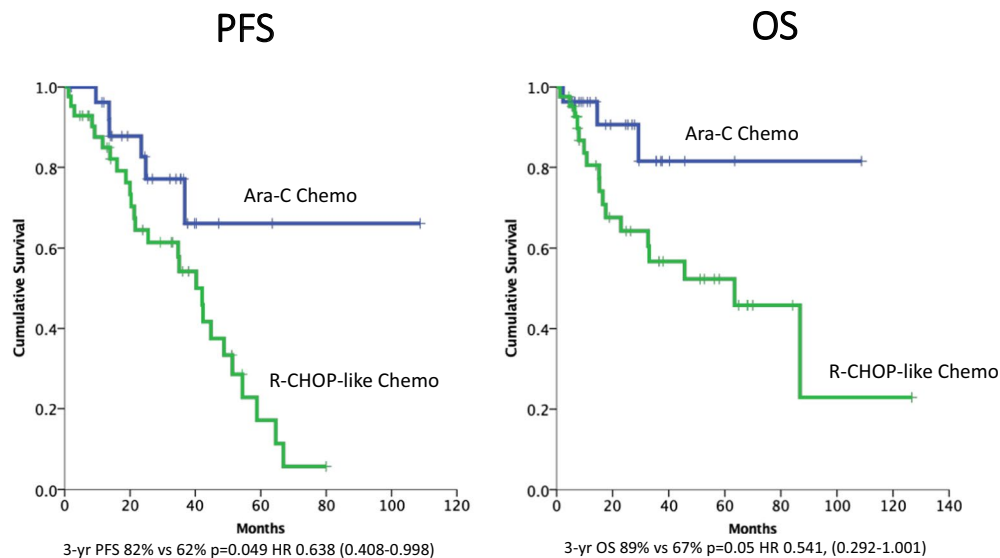 PFS
1.0
0.8
0.6
0.4
0.2
0.0
Cumulative Survival
Ara-C Chemo
R-CHOP-like Chemo
0 20 40 60 80 100 120
Months
3-yr PFS 82% vs 62% p=0.049 HR 0.638 (0.408-0.998)
OS
1.0
0.8
0.6
0.4
0.2
0.0
Cumulative Survival
Ara-C Chemo
R-CHOP-like Chemo
0 20 40 60 80 100 120 140
Months
3-yr OS 89% vs 67% p=0.05 HR 0.541, (0.292-1.001)